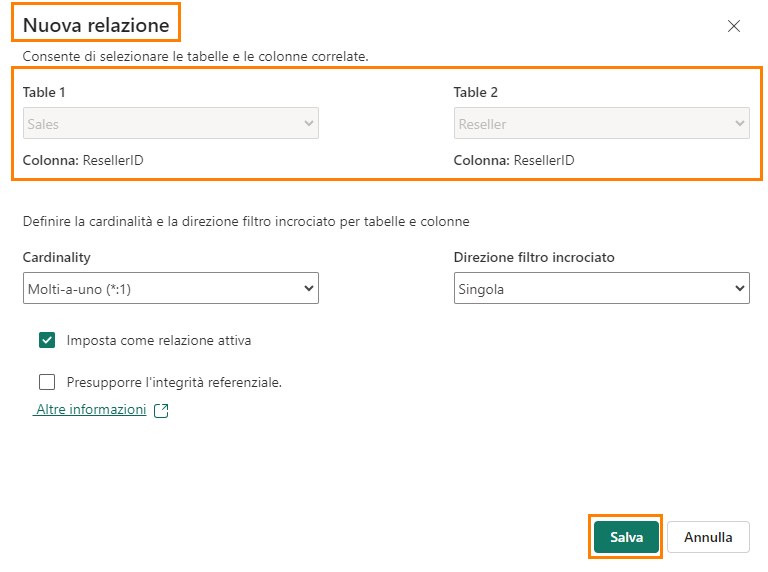 Nuova relazione
Consente di selezionare le tabelle e le colonne correlate.
Table 1
Table 2
Sales
Reseller
Colonna: ResellerID
Colonna: ResellerID
Definire la cardinalità e la direzione filtro incrociato per tabelle e colonne
Cardinality
Direzione filtro incrociato
Molti-a-uno (*:1)
Singola
Imposta come relazione attiva
Presupporre l'integrità referenziale.
Altre informazioni
Salva
Annulla